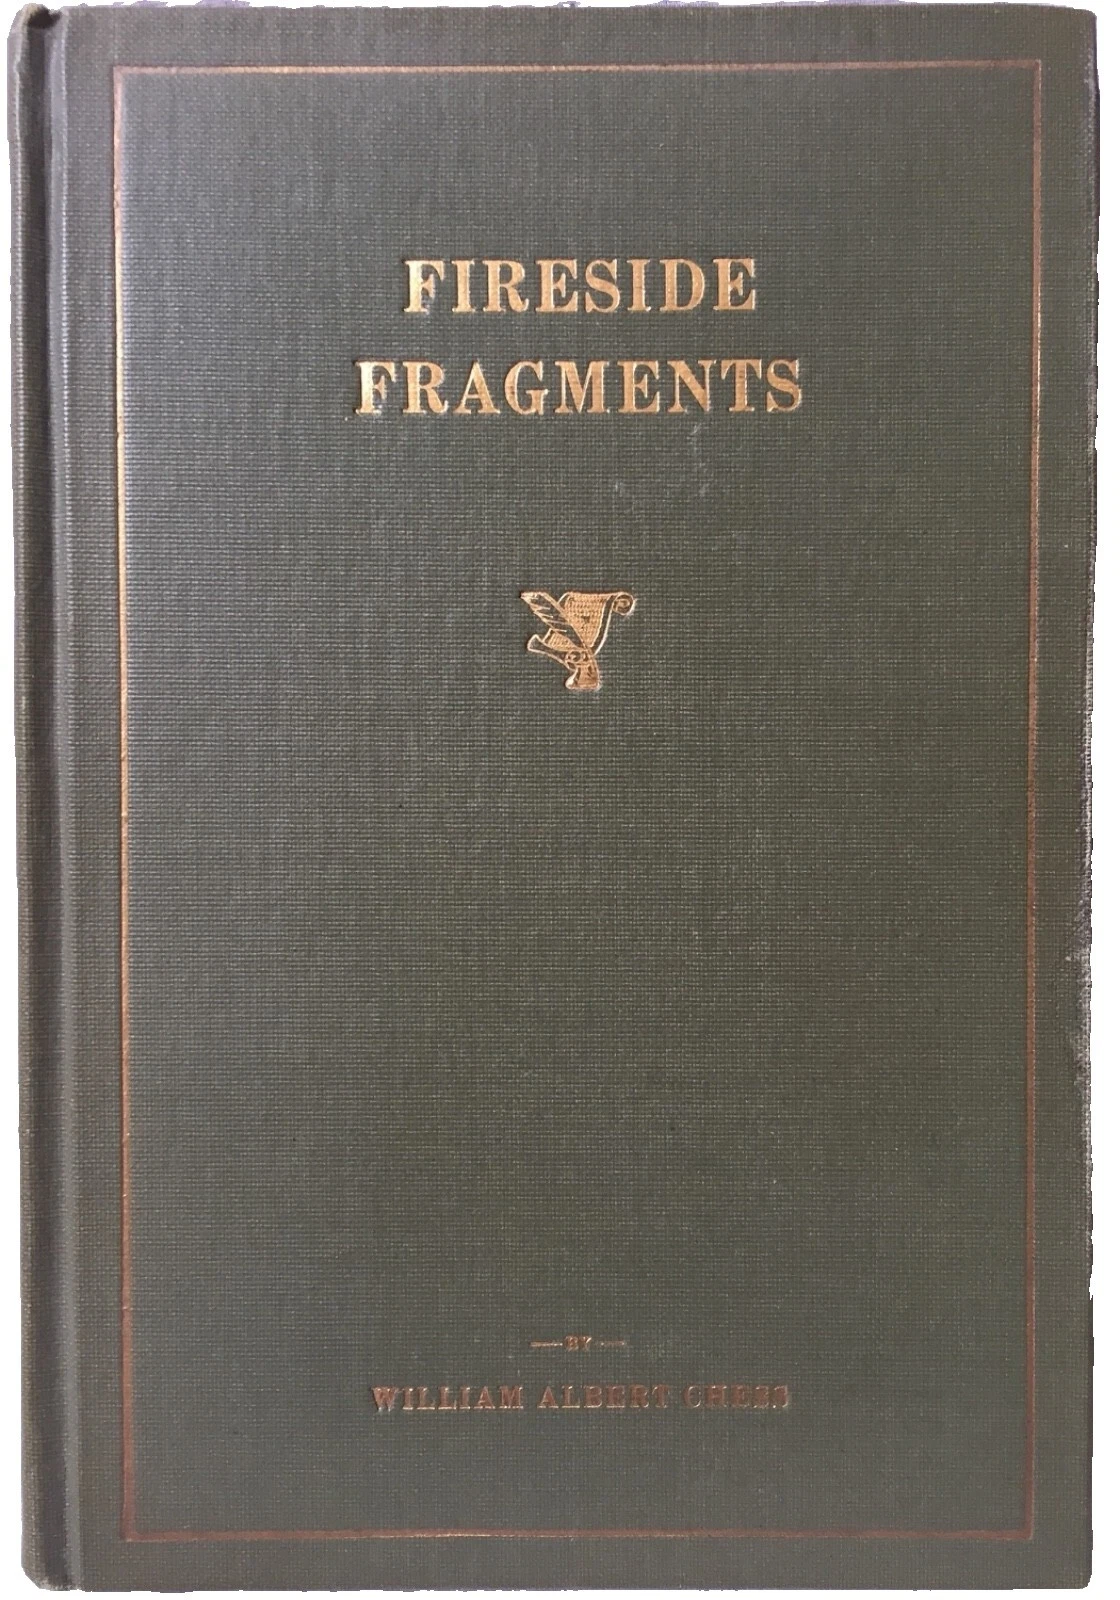 FIRESIDE
FRAGMENTS
—BY—
WILLIAM ALBERT CHESS